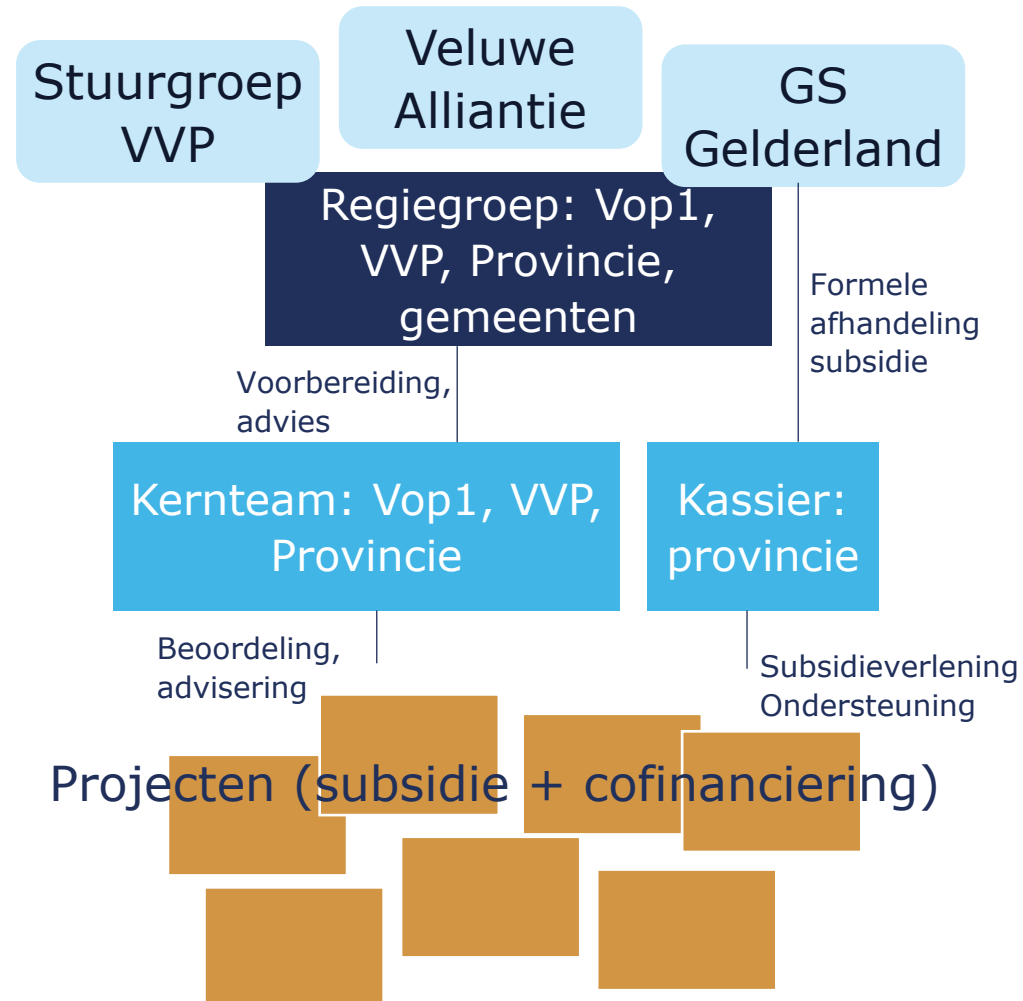 Stuurgroep
VVP
Veluwe
Alliantie
GS
Gelderland
Regiegroep: Vop1,
VVP, Provincie,
gemeenten
Formele
afhandeling
subsidie
Voorbereiding,
advies
Kernteam: Vop1, VVP,
Provincie
Kassier:
provincie
Beoordeling,
advisering
Subsidieverlening
Ondersteuning
Projecten (subsidie + cofinanciering)